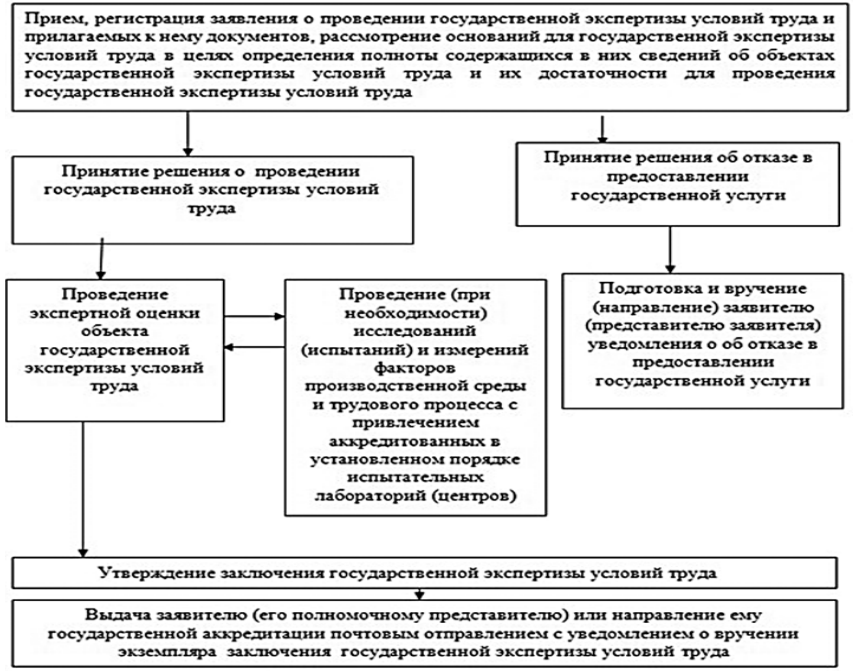 Прием, регистрация заявления о проведении государственной экспертизы условий труда и
прилагаемых к нему документов, рассмотрение оснований для государственной экспертизы
условий труда в целях определения полноты содержащихся в них сведений об объектах
государственной экспертизы условий труда и их достаточности для проведения
государственной экспертизы условий труда
Принятие решения о проведении
государственной экспертизы условий
труда
Принятие решения об отказе в
предоставлении
государственной услуги
Проведение
экспертной оценки
объекта
государственной
экспертизы условий
труда
Проведение (при
необходимости)
исследований
(испытаний) и измерений
факторов
производственной среды
и трудового процесса с
привлечением
аккредитованных в
установленном порядке
испытательных
лабораторий (центров)
Подготовка и вручение
(направление) заявителю
(представителю заявителя)
уведомления о об отказе в
предоставлении
государственной услуги
Утверждение заключения государственной экспертизы условий труда
Выдача заявителю (его полномочному представителю) или направление ему
государственной аккредитации почтовым отправлением с уведомлением о вручении
экземпляра заключения государственной экспертизы условий труда